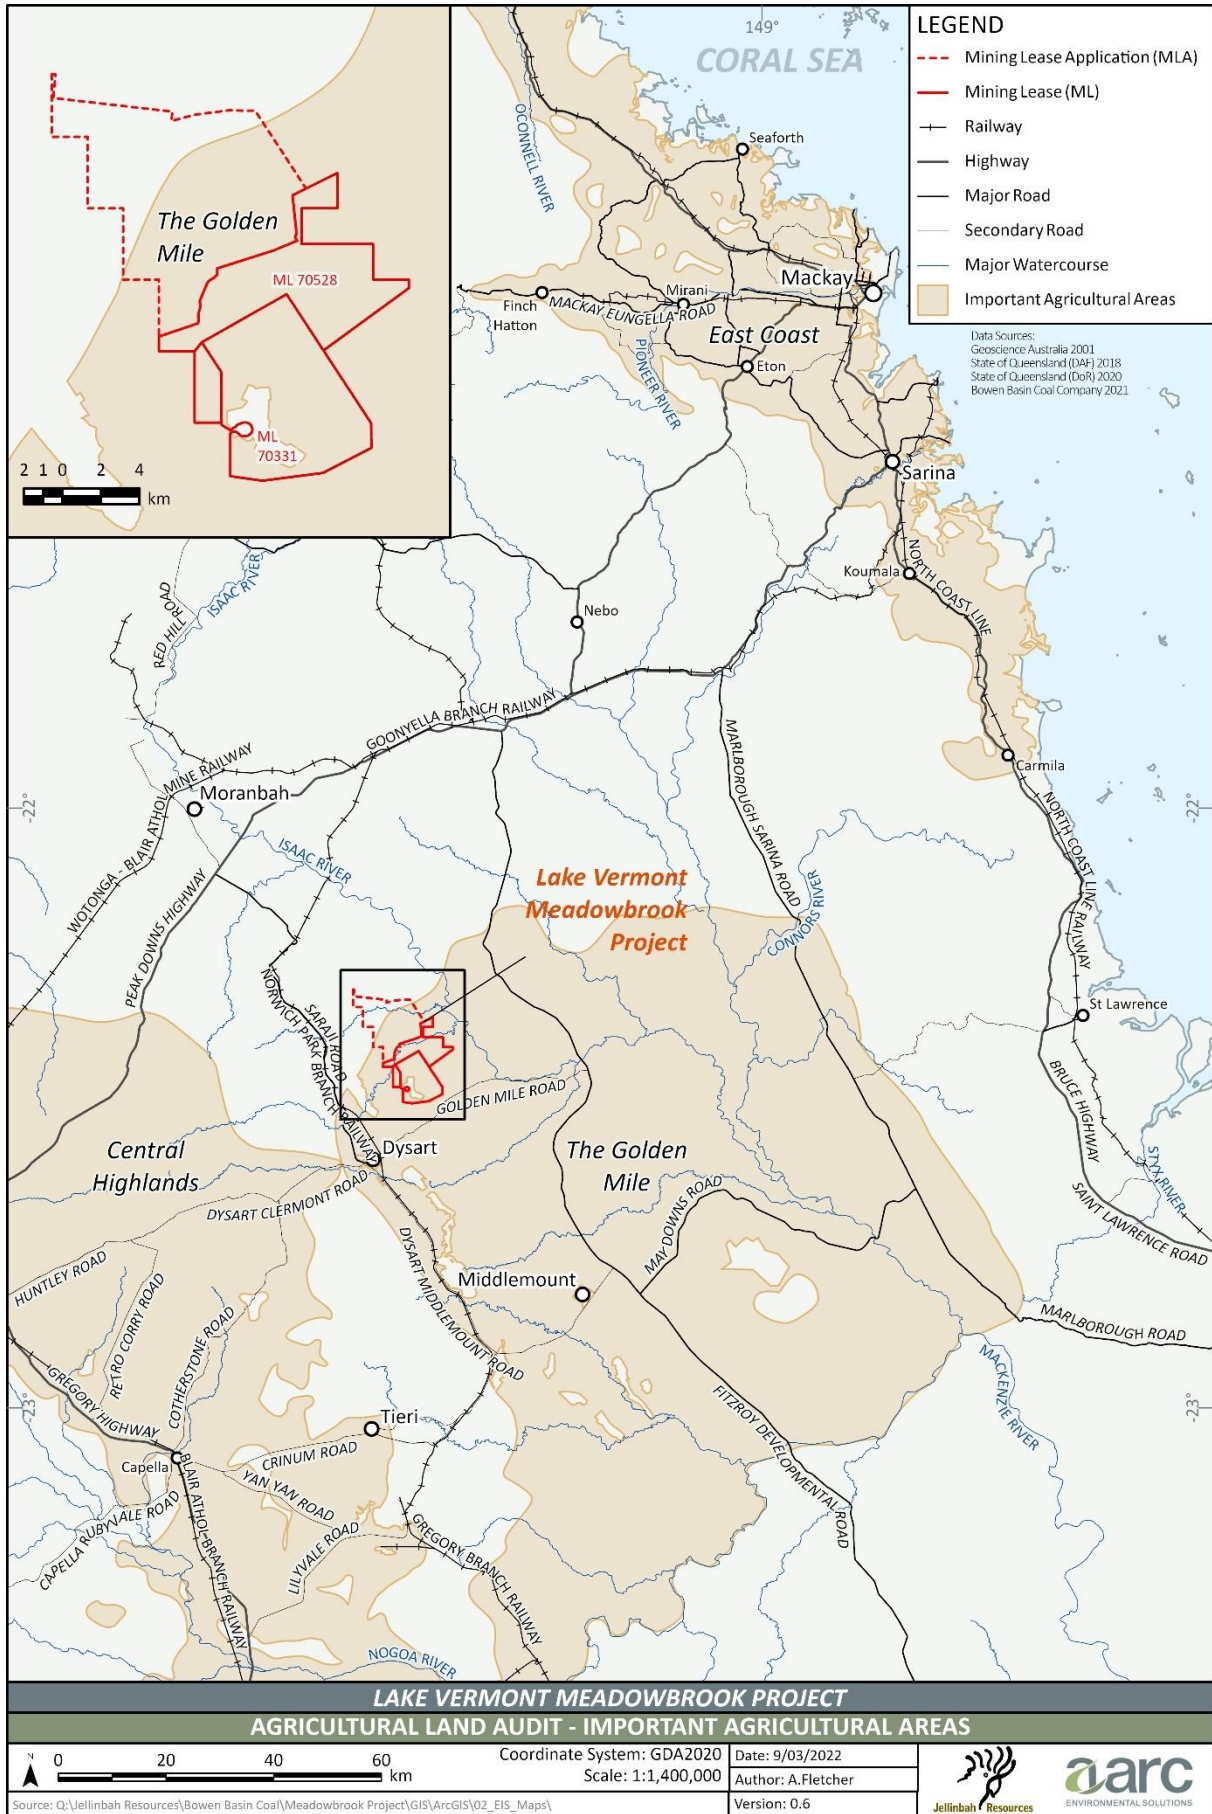 149°
CORAL SEA
LEGEND
Mining Lease Application (MLA)
Mining Lease (ML)
Railway
Highway
Major Road
Secondary Road
Major Watercourse
Important Agricultural Areas
Data Sources:
Geoscience Australia 2001
State of Queensland (DAF) 2018
State of Queensland (DoR) 2020
Bowen Basin Coal Company 2021
The Golden
Mile
ML 70528
ML
70331
2 1 0 2 4
km
OCONNELL RIVER
Seaforth
Mackay
Finch
Hatton
Mirani
MACKAY EUNGELLA ROAD
East Coast
PIONEER RIVER
Eton
Sarina
Koumala
NORTH COAST LINE
RED HILL ROAD
ISAAC RIVER
Nebo
GOONYELLA BRANCH RAILWAY
WOTONGA - BLAIR ATHOL MINE RAILWAY
Moranbah
MARLBOROUGH SARINA ROAD
Carmila
-22°
-22°
NORTH COAST LINE RAILWAY
ISAAC RIVER
PEAK DOWNS HIGHWAY
Lake Vermont
Meadowbrook
Project
CONNORS RIVER
SARAJI ROAD
NORWICH PARK BRANCH RAILWAY
St Lawrence
GOLDEN MILE ROAD
BRUCE HIGHWAY
Central
Highlands
Dysart
The Golden
Mile
STYX RIVER
DYSART CLERMONT ROAD
MAY DOWNS ROAD
SAINT LAWRENCE ROAD
HUNTLEY ROAD
DYSART MIDDLEMOUNT ROAD
Middlemount
RETRO CORRY ROAD
COTHERSTONE ROAD
MARLBOROUGH ROAD
MACKENZIE RIVER
GREGORY HIGHWAY
Tieri
FITZROY DEVELOPMENTAL ROAD
-23°
-23°
Capella
CRINUM ROAD
YAN YAN ROAD
CAPELLA RUBYVALE ROAD
BLAIR ATHOL BRANCH RAILWAY
LILYVALE ROAD
GREGORY BRANCH RAILWAY
NOGOA RIVER
LAKE VERMONT MEADOWBROOK PROJECT
AGRICULTURAL LAND AUDIT - IMPORTANT AGRICULTURAL AREAS
N
0 20 40 60
km
Coordinate System: GDA2020
Scale: 1:1,400,000
Date: 9/03/2022
Author: A.Fletcher
Version: 0.6
Source: Q:\Jellinbah Resources\Bowen Basin Coal\Meadowbrook Project\GIS\ArcGIS\02_EIS_Maps\
Jellinbah Resources
aarc
ENVIRONMENTAL SOLUTIONS